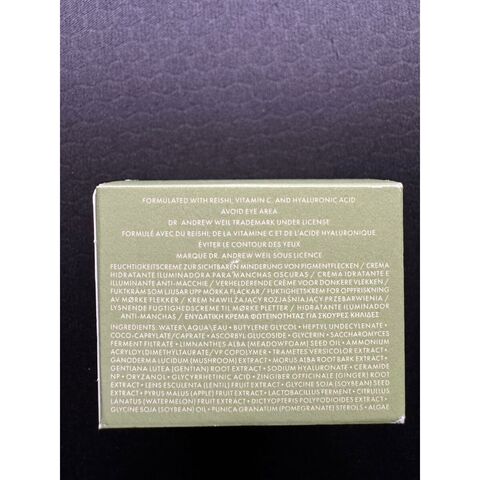 FORMULATED WITH REISHI, VITAMIN C, AND HYALURONIC ACID
AVOID EYE AREA
DR. ANDREW WEIL TRADEMARK UNDER LICENSE
FORMULÉ AVEC DU REISHI, DE LA VITAMINE C ET DE L'ACIDE HYALURONIQUE.
ÉVITER LE CONTOUR DES YEUX
MARQUE DR. ANDREW WEIL SOUS LICENCE
FEUCHTIGKEITSCREME ZUR SICHTBAREN MINDERUNG VON PIGMENTFLECKEN / CREMA
HIDRATANTE ILUMINADORA PARA MANCHAS OSCURAS / CREMA IDRATANTE E
ILLUMINANTE ANTI-MACCHIE / VERHELDERENDE CRÈME VOOR DONKERE VLEKKEN /
FUKTKRÄM SOM LJUSAR UPP MÖRKA FLÄCKAR / FUKTIGHETSKREM FOR OPPFRISKING
AV MØRKE FLEKKER / KREM NAWILŻAJĄCY ROZJAŚNIAJĄCY PRZEBARWIENIA /
LYSNENDE FUGTIGHEDSCREME TIL MØRKE PLETTER / CREME HIDRATANTE ILUMINADOR
ANTI-MANCHAS / ΕΝΥΔΑΤΙΚΗ ΚΡΕΜΑ ΦΩΤΕΙΝΟΤΗΤΑΣ ΓΙΑ ΣΚΟΥΡΕΣ ΚΗΛΙΔΕΣ
INGREDIENTS: WATER\AQUA\EAU • BUTYLENE GLYCOL • HEPTYL UNDECYLENATE •
COCO-CAPRYLATE/CAPRATE • ASCORBYL GLUCOSIDE • GLYCERIN • SACCHAROMYCES
FERMENT FILTRATE • LIMNANTHES ALBA (MEADOWFOAM) SEED OIL • AMMONIUM
ACRYLOYLDIMETHYLTAURATE/VP COPOLYMER • TRAMETES VERSICOLOR EXTRACT •
GANODERMA LUCIDUM (MUSHROOM) EXTRACT • MORUS ALBA ROOT BARK EXTRACT •
GENTIANA LUTEA (GENTIAN) ROOT EXTRACT • SODIUM HYALURONATE • CERAMIDE
NP • ORYZANOL • GLYCYRRHETINIC ACID • ZINGIBER OFFICINALE (GINGER) ROOT
EXTRACT • LENS ESCULENTA (LENTIL) FRUIT EXTRACT • GLYCINE SOJA (SOYBEAN) SEED
EXTRACT • PYRUS MALUS (APPLE) FRUIT EXTRACT • LACTOBACILLUS FERMENT • CITRULLUS
LANATUS (WATERMELON) FRUIT EXTRACT • DICTYOPTERIS POLYPODIOIDES EXTRACT •
GLYCINE SOJA (SOYBEAN) OIL • PUNICA GRANATUM (POMEGRANATE) STEROLS • ALGAE